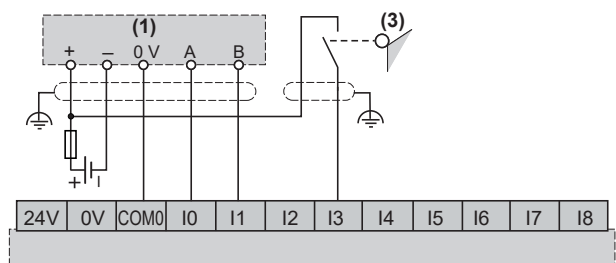 (1)
(3)
+ – 0 V A B
+ I
24V 0V COM0 I0 I1 I2 I3 I4 I5 I6 I7 I8